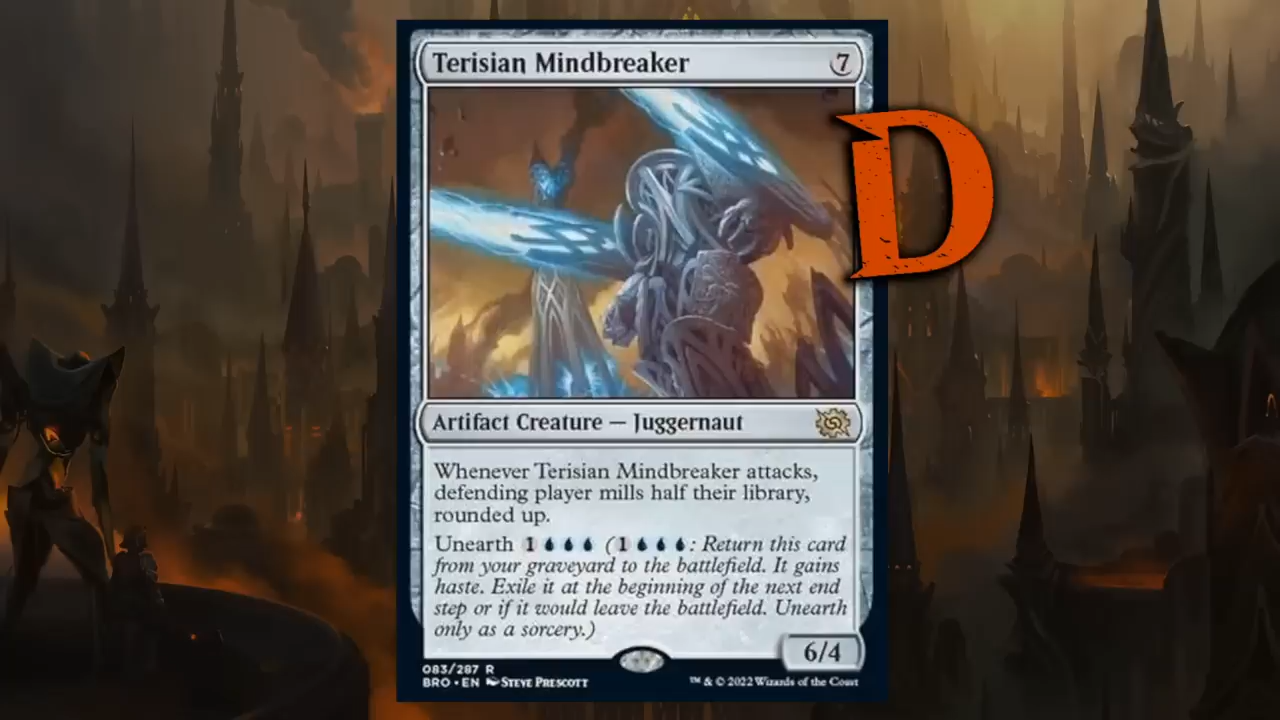 Terisian Mindbreaker 7
D
Artifact Creature — Juggernaut
Whenever Terisian Mindbreaker attacks,
defending player mills half their library,
rounded up.
Unearth 1 (1 : Return this card
from your graveyard to the battlefield. It gains
haste. Exile it at the beginning of the next end
step or if it would leave the battlefield. Unearth
only as a sorcery.)
6/4
083/287 R
BRO • EN STEVE PRESCOTT
™ & © 2022 Wizards of the Coast